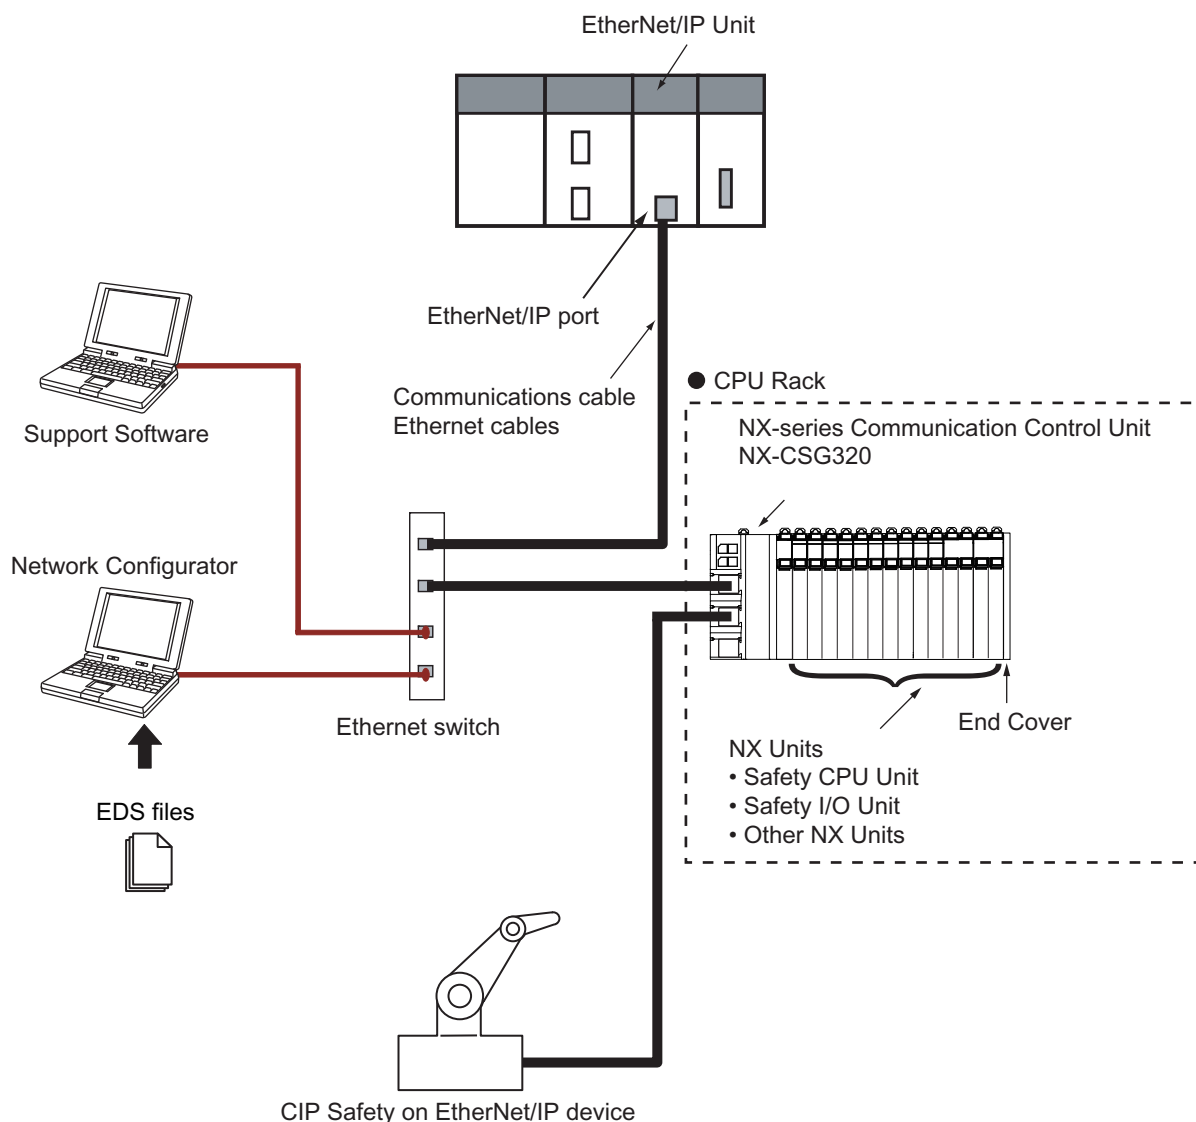 EtherNet/IP Unit
EtherNet/IP port
Communications cable
Ethernet cables
● CPU Rack
NX-series Communication Control Unit
NX-CSG320
Support Software
Network Configurator
Ethernet switch
End Cover
NX Units
• Safety CPU Unit
• Safety I/O Unit
• Other NX Units
EDS files
CIP Safety on EtherNet/IP device